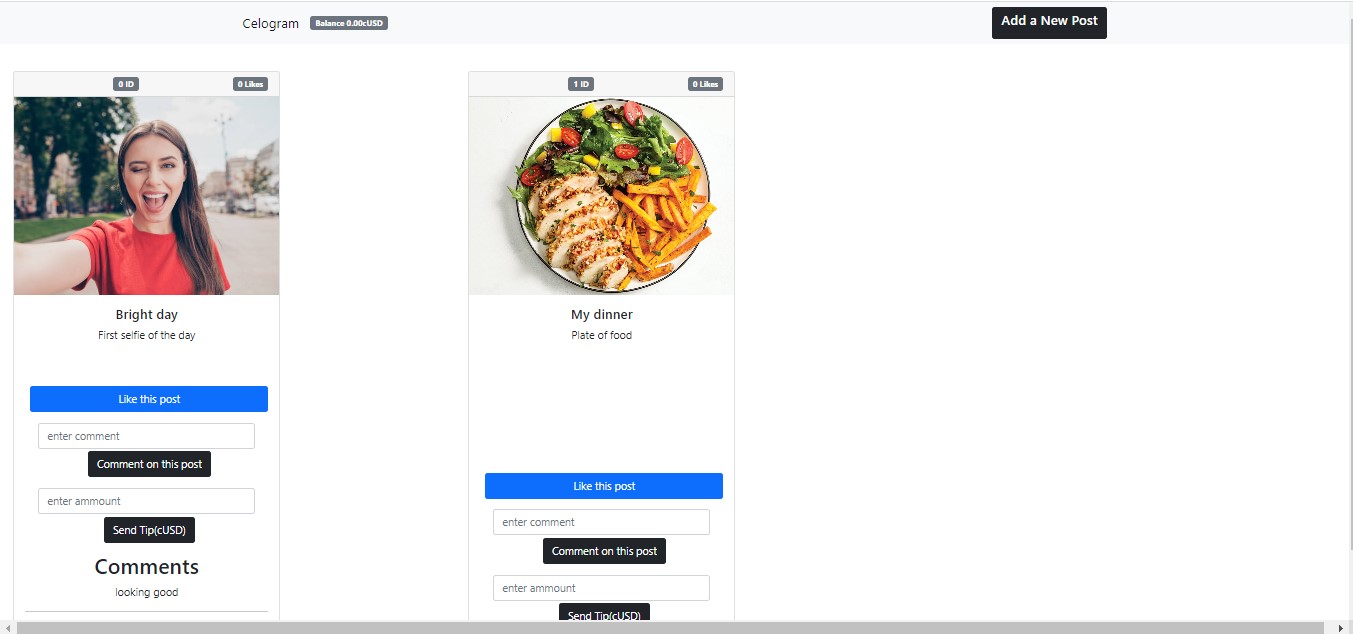 Celogram Balance 0.00cUSD Add a New Post
0 ID 0 Likes
Bright day
First selfie of the day
Like this post
enter comment
Comment on this post
enter ammount
Send Tip(cUSD)
Comments
looking good
1 ID 0 Likes
My dinner
Plate of food
Like this post
enter comment
Comment on this post
enter ammount
Send Tip(cUSD)